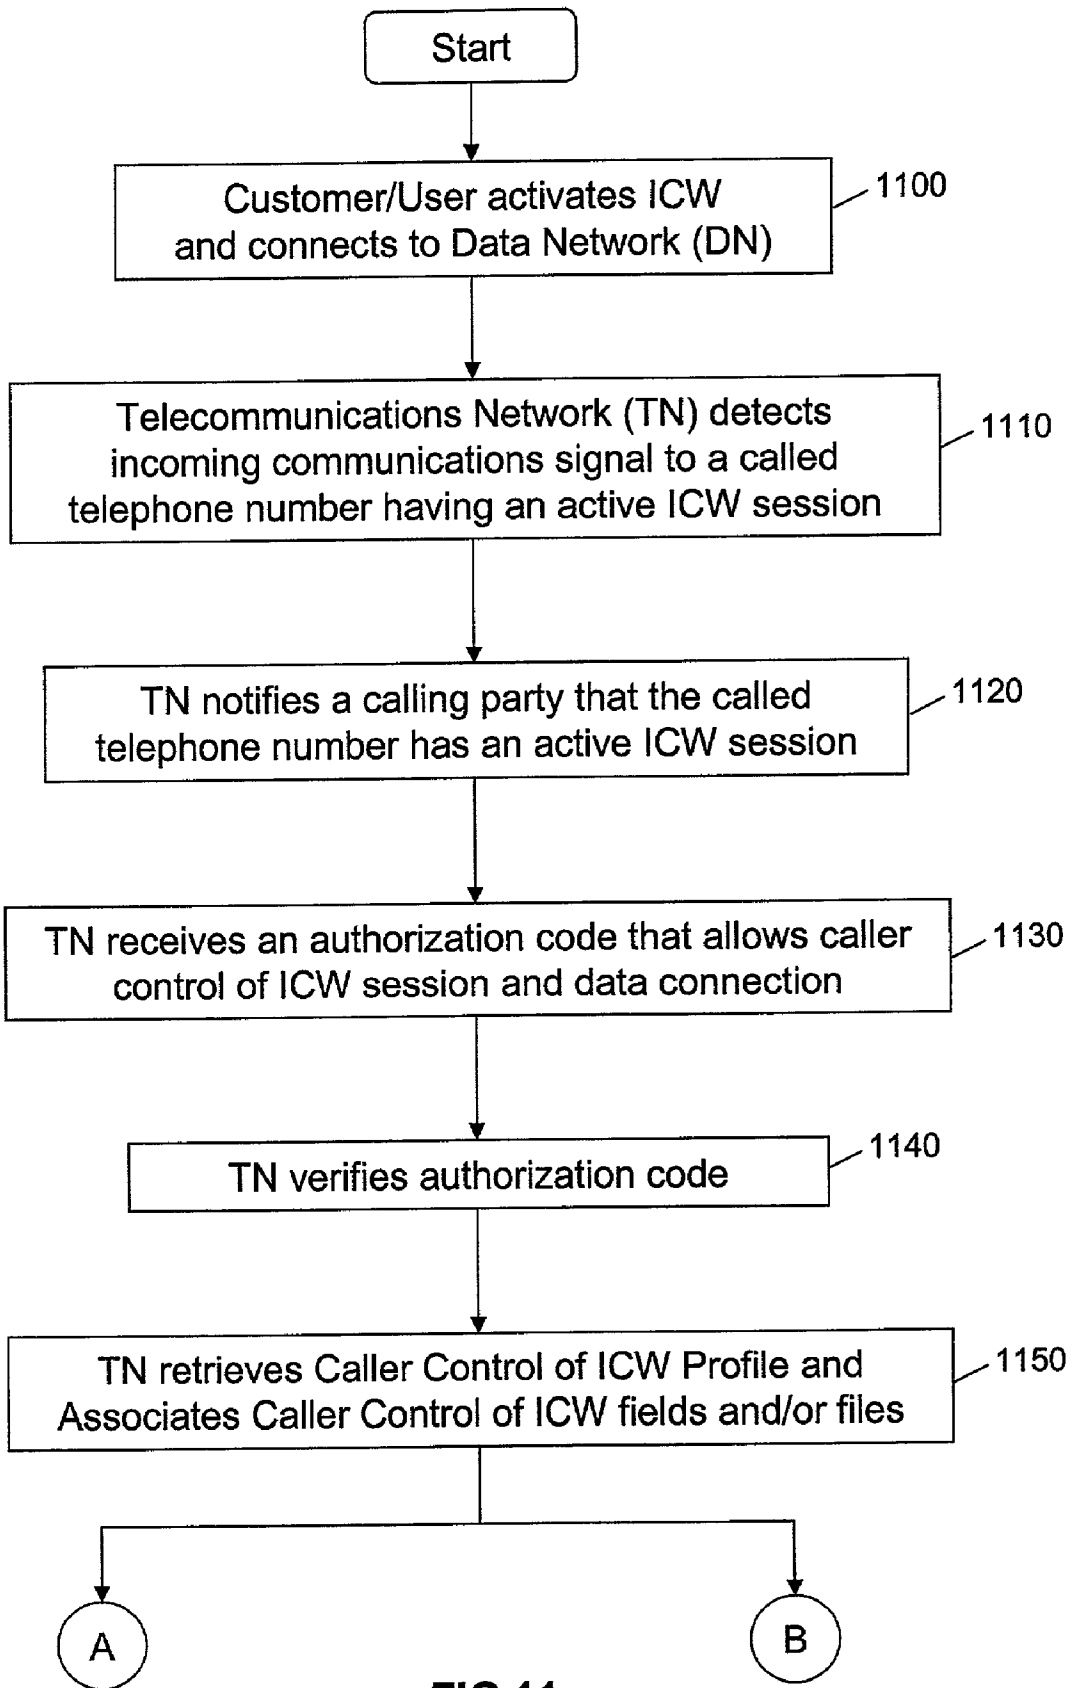 Start
Customer/User activates ICW
and connects to Data Network (DN)
1100
Telecommunications Network (TN) detects
incoming communications signal to a called
telephone number having an active ICW session
1110
TN notifies a calling party that the called
telephone number has an active ICW session
1120
TN receives an authorization code that allows caller
control of ICW session and data connection
1130
TN verifies authorization code
1140
TN retrieves Caller Control of ICW Profile and
Associates Caller Control of ICW fields and/or files
1150
A
B
FIG 11